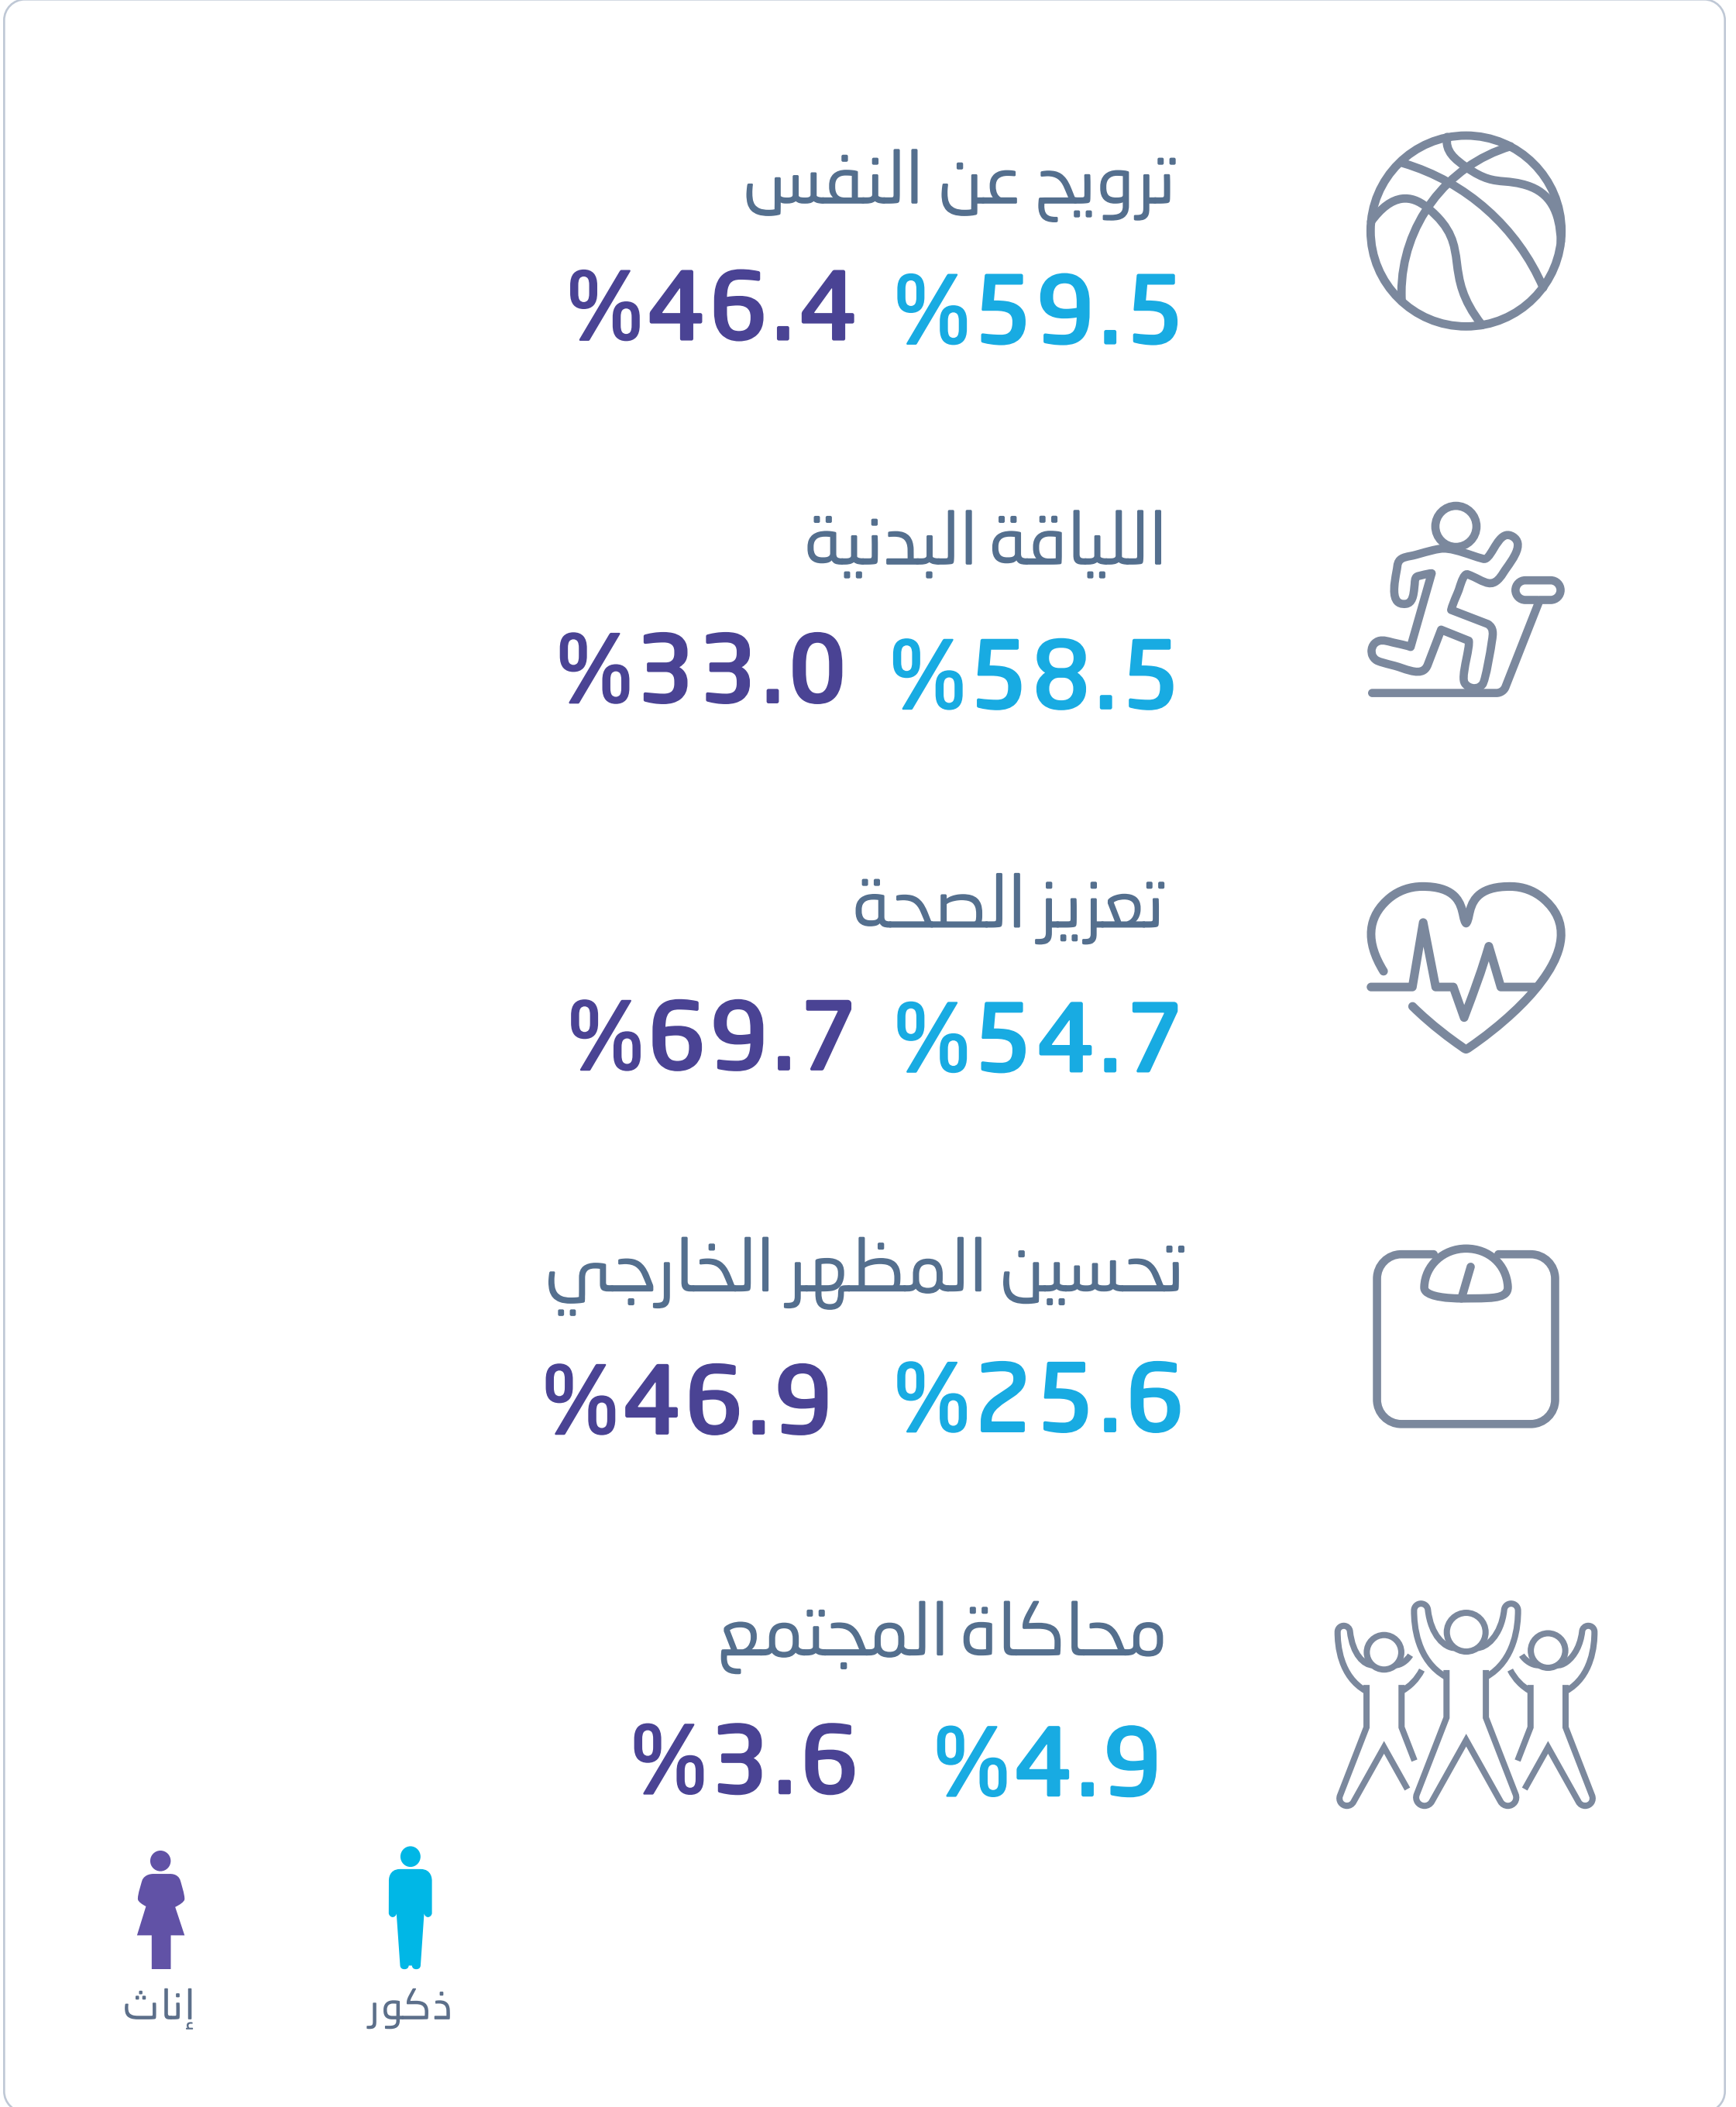 ترويح عن النفس
%59.5 %46.4
اللياقة البدنية
%58.5 %33.0
تعزيز الصحة
%54.7 %69.7
تحسين المظهر الخارجي
%25.6 %46.9
محاكاة المجتمع
%4.9 %3.6
ذكور إناث